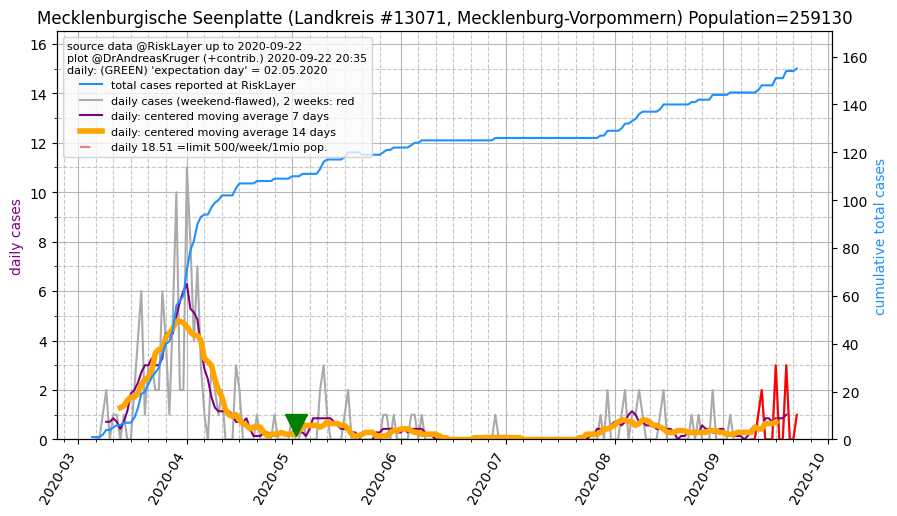 Mecklenburgische Seenplatte (Landkreis #13071, Mecklenburg-Vorpommern) Population=259130
source data @RiskLayer up to 2020-09-22
plot @DrAndreasKruger (+contrib.) 2020-09-22 20:35
daily: (GREEN) 'expectation day' = 02.05.2020
total cases reported at RiskLayer
daily cases (weekend-flawed), 2 weeks: red
daily: centered moving average 7 days
daily: centered moving average 14 days
daily 18.51 =limit 500/week/1mio pop.
daily cases
16
14
12
10
8
6
4
2
0
cumulative total cases
160
140
120
100
80
60
40
20
0
2020-03
2020-04
2020-05
2020-06
2020-07
2020-08
2020-09
2020-10